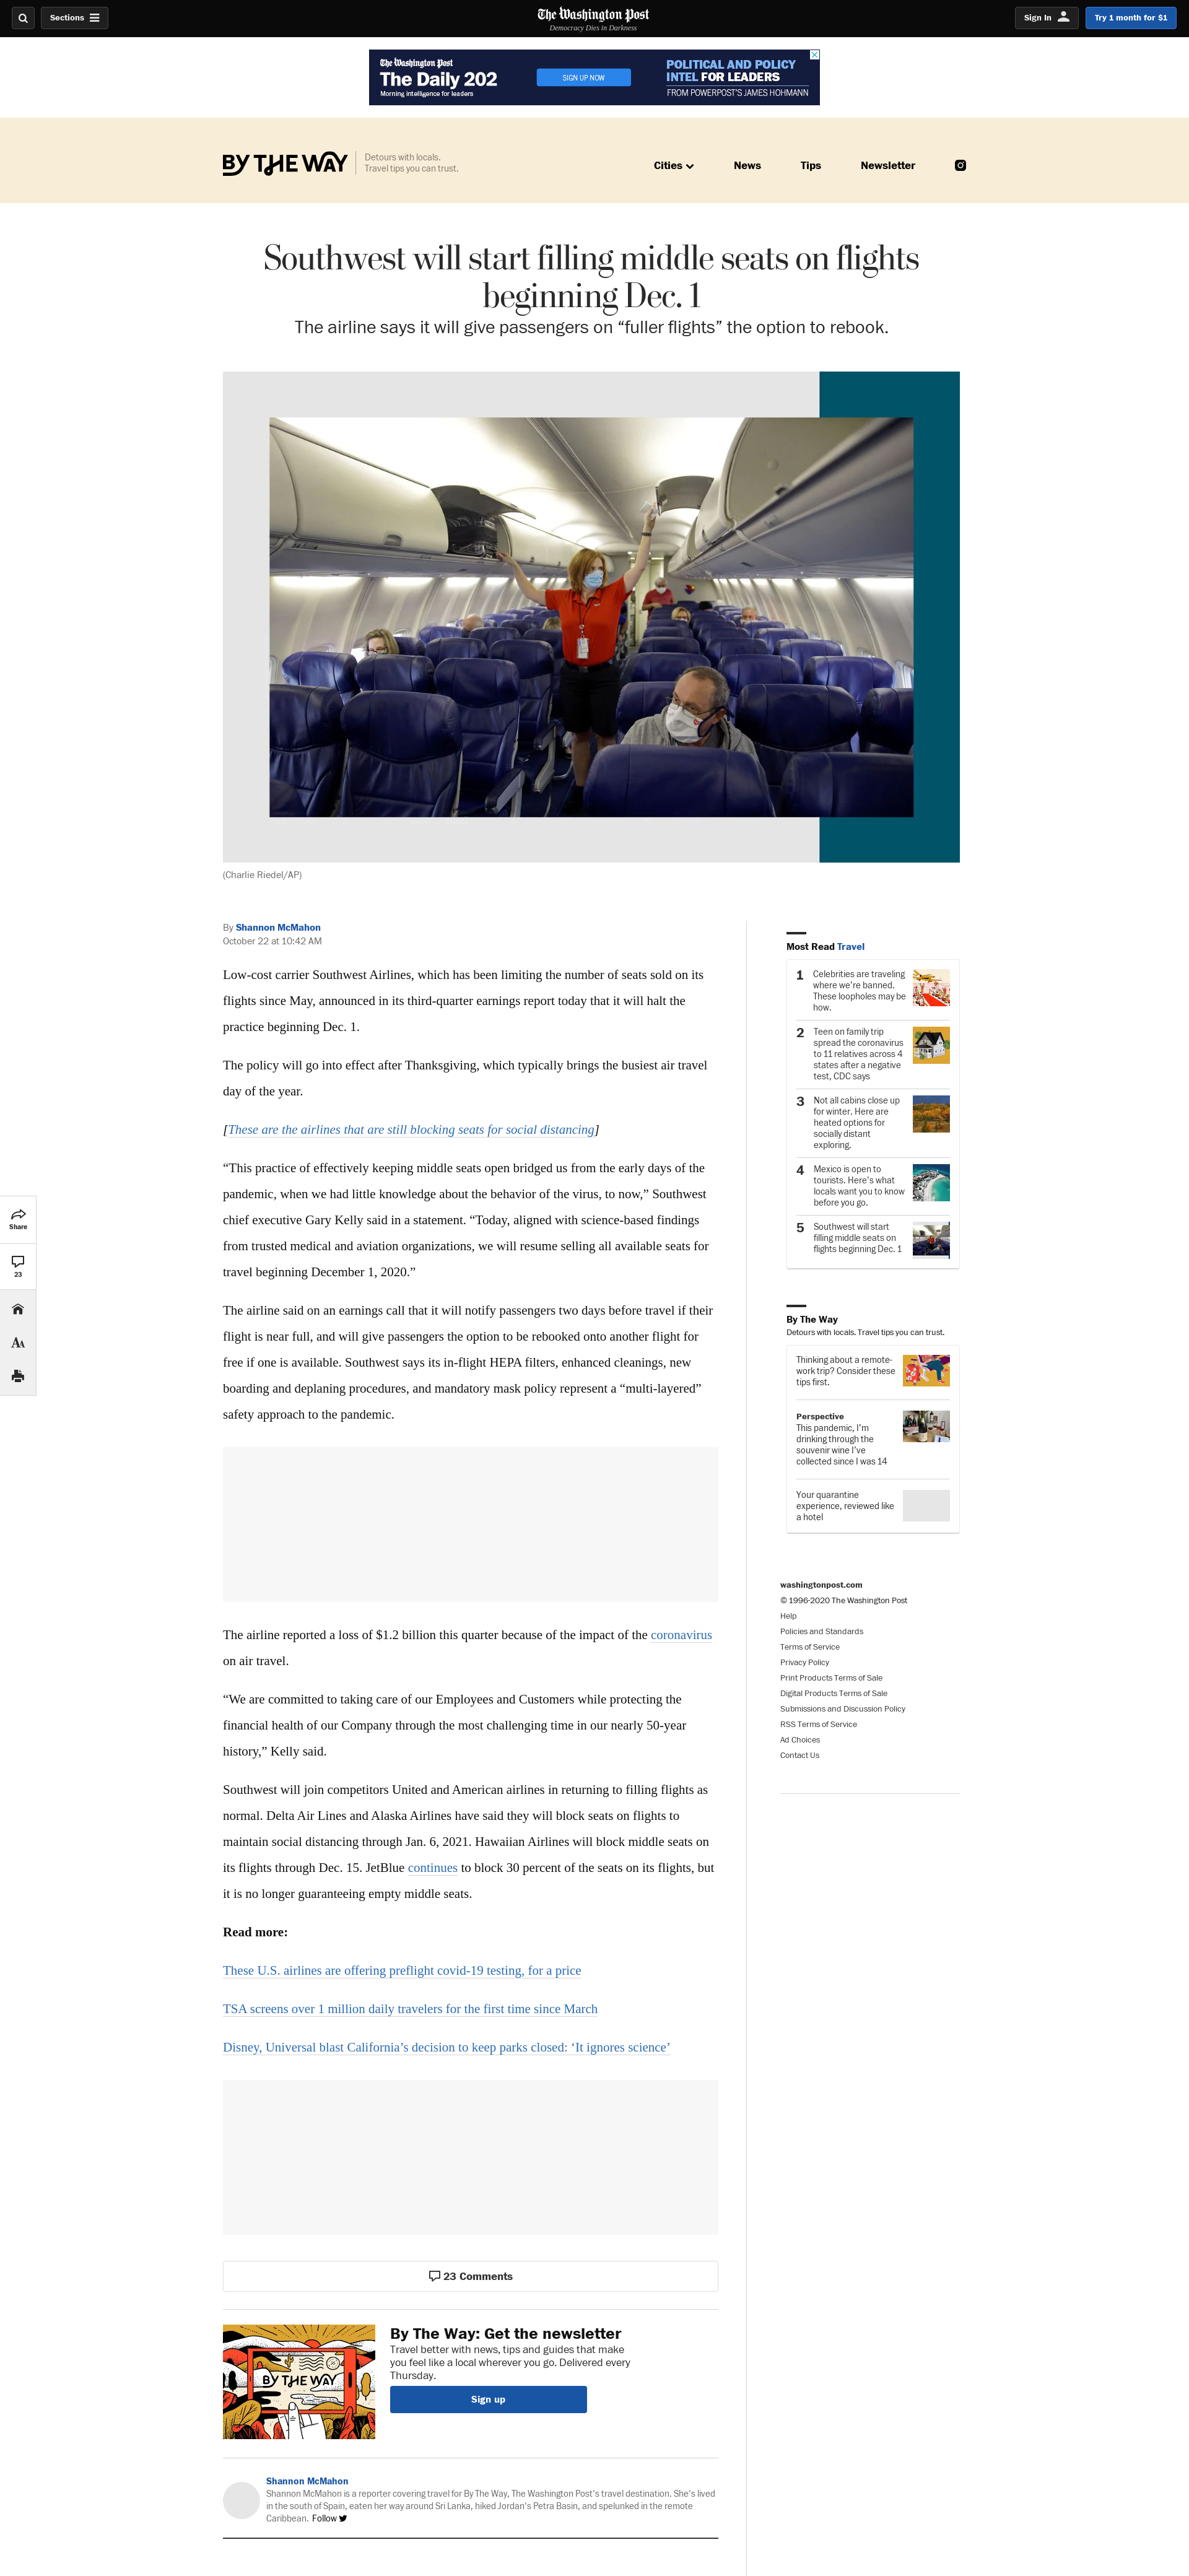 Sections
The Washington Post
Democracy Dies in Darkness
Sign In
Try 1 month for $1
The Washington Post
The Daily 202
Morning intelligence for leaders
SIGN UP NOW
POLITICAL AND POLICY
INTEL FOR LEADERS
FROM POWERPOST'S JAMES HOHMANN
BY THE WAY
Detours with locals.
Travel tips you can trust.
Cities
News
Tips
Newsletter
Southwest will start filling middle seats on flights
beginning Dec. 1
The airline says it will give passengers on “fuller flights” the option to rebook.
(Charlie Riedel/AP)
By Shannon McMahon
October 22 at 10:42 AM
Low-cost carrier Southwest Airlines, which has been limiting the number of seats sold on its
flights since May, announced in its third-quarter earnings report today that it will halt the
practice beginning Dec. 1.
The policy will go into effect after Thanksgiving, which typically brings the busiest air travel
day of the year.
[These are the airlines that are still blocking seats for social distancing]
“This practice of effectively keeping middle seats open bridged us from the early days of the
pandemic, when we had little knowledge about the behavior of the virus, to now,” Southwest
chief executive Gary Kelly said in a statement. “Today, aligned with science-based findings
from trusted medical and aviation organizations, we will resume selling all available seats for
travel beginning December 1, 2020.”
The airline said on an earnings call that it will notify passengers two days before travel if their
flight is near full, and will give passengers the option to be rebooked onto another flight for
free if one is available. Southwest says its in-flight HEPA filters, enhanced cleanings, new
boarding and deplaning procedures, and mandatory mask policy represent a “multi-layered”
safety approach to the pandemic.
The airline reported a loss of $1.2 billion this quarter because of the impact of the coronavirus
on air travel.
“We are committed to taking care of our Employees and Customers while protecting the
financial health of our Company through the most challenging time in our nearly 50-year
history,” Kelly said.
Southwest will join competitors United and American airlines in returning to filling flights as
normal. Delta Air Lines and Alaska Airlines have said they will block seats on flights to
maintain social distancing through Jan. 6, 2021. Hawaiian Airlines will block middle seats on
its flights through Dec. 15. JetBlue continues to block 30 percent of the seats on its flights, but
it is no longer guaranteeing empty middle seats.
Read more:
These U.S. airlines are offering preflight covid-19 testing, for a price
TSA screens over 1 million daily travelers for the first time since March
Disney, Universal blast California’s decision to keep parks closed: ‘It ignores science’
23 Comments
BY THE WAY
By The Way: Get the newsletter
Travel better with news, tips and guides that make
you feel like a local wherever you go. Delivered every
Thursday.
Sign up
Shannon McMahon
Shannon McMahon is a reporter covering travel for By The Way, The Washington Post's travel destination. She's lived
in the south of Spain, eaten her way around Sri Lanka, hiked Jordan's Petra Basin, and spelunked in the remote
Caribbean. Follow
Share
23
AA
Most Read Travel
1
Celebrities are traveling
where we’re banned.
These loopholes may be
how.
2
Teen on family trip
spread the coronavirus
to 11 relatives across 4
states after a negative
test, CDC says
3
Not all cabins close up
for winter. Here are
heated options for
socially distant
exploring.
4
Mexico is open to
tourists. Here’s what
locals want you to know
before you go.
5
Southwest will start
filling middle seats on
flights beginning Dec. 1
By The Way
Detours with locals. Travel tips you can trust.
Thinking about a remote-
work trip? Consider these
tips first.
Perspective
This pandemic, I’m
drinking through the
souvenir wine I’ve
collected since I was 14
Your quarantine
experience, reviewed like
a hotel
washingtonpost.com
© 1996-2020 The Washington Post
Help
Policies and Standards
Terms of Service
Privacy Policy
Print Products Terms of Sale
Digital Products Terms of Sale
Submissions and Discussion Policy
RSS Terms of Service
Ad Choices
Contact Us